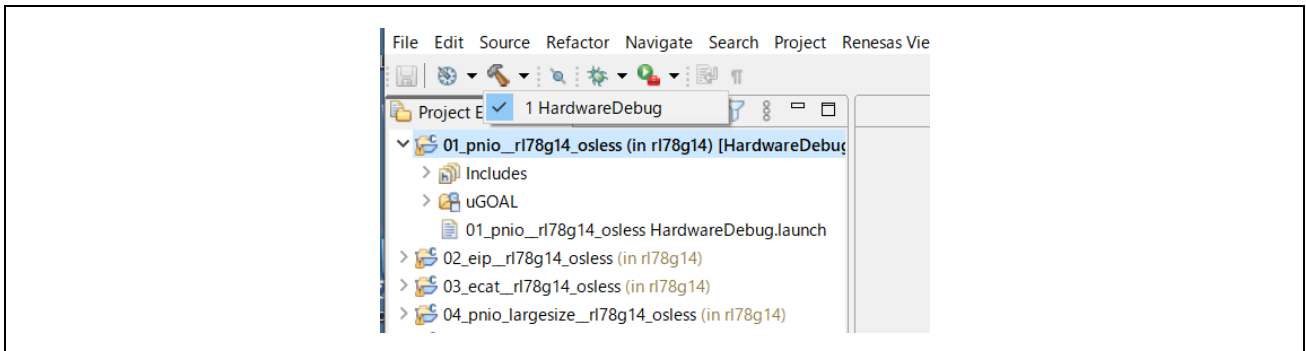 File Edit Source Refactor Navigate Search Project Renesas Vie
1 HardwareDebug
Project E
01_pnio__rl78g14_osless (in rl78g14) [HardwareDebug
Includes
uGOAL
01_pnio__rl78g14_osless HardwareDebug.launch
02_eip__rl78g14_osless (in rl78g14)
03_ecat__rl78g14_osless (in rl78g14)
04_pnio_largesize__rl78g14_osless (in rl78g14)